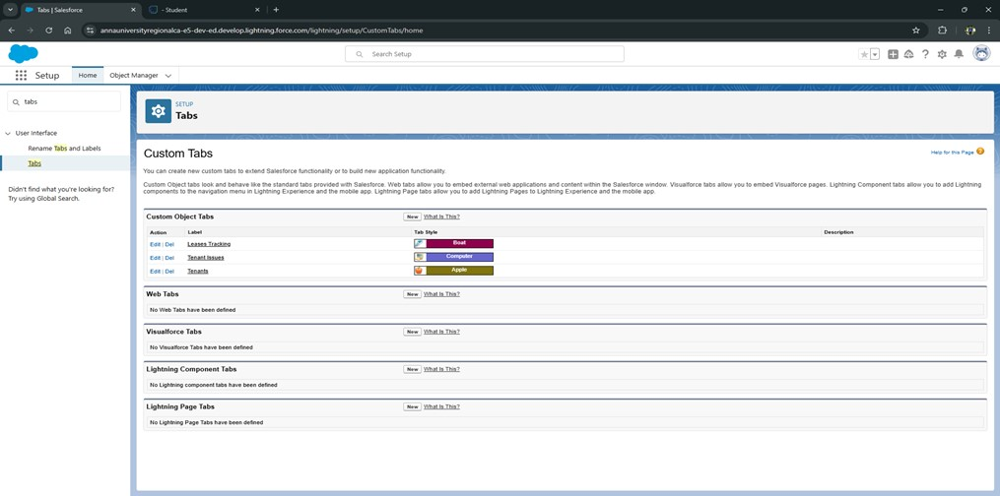 Tabs | Salesforce
- Student
annauniversityregionalca-e5-dev-ed.develop.lightning.force.com/lightning/setup/CustomTabs/home
Search Setup
Setup
Home
Object Manager
tabs
User Interface
Rename Tabs and Labels
Tabs
Didn't find what you're looking for?
Try using Global Search.
SETUP
Tabs
Custom Tabs
Help for this Page
You can create new custom tabs to extend Salesforce functionality or to build new application functionality.
Custom Object tabs look and behave like the standard tabs provided with Salesforce. Web tabs allow you to embed external web applications and content within the Salesforce window. Visualforce tabs allow you to embed Visualforce pages. Lightning Component tabs allow you to add Lightning
components to the navigation menu in Lightning Experience and the mobile app. Lightning Page tabs allow you to add Lightning Pages to Lightning Experience and the mobile app.
Custom Object Tabs New What Is This?
Action Label Tab Style Description
Edit | Del Leases Tracking Boat
Edit | Del Tenant Issues Computer
Edit | Del Tenants Apple
Web Tabs New What Is This?
No Web Tabs have been defined
Visualforce Tabs New What Is This?
No Visualforce Tabs have been defined
Lightning Component Tabs New What Is This?
No Lightning component tabs have been defined
Lightning Page Tabs New What Is This?
No Lightning Page Tabs have been defined